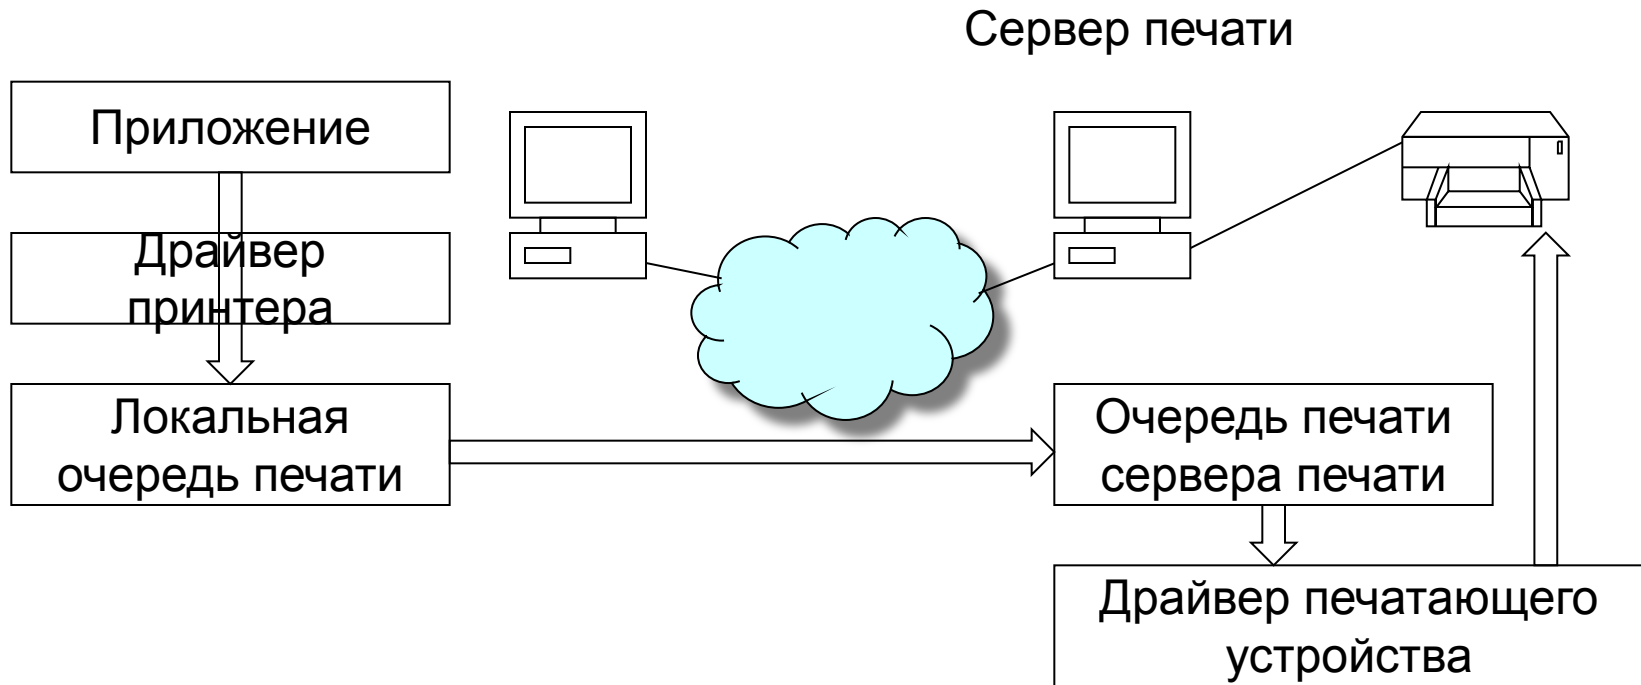 Сервер печати
Приложение
Драйвер
принтера
Локальная
очередь печати
Очередь печати
сервера печати
Драйвер печатающего
устройства